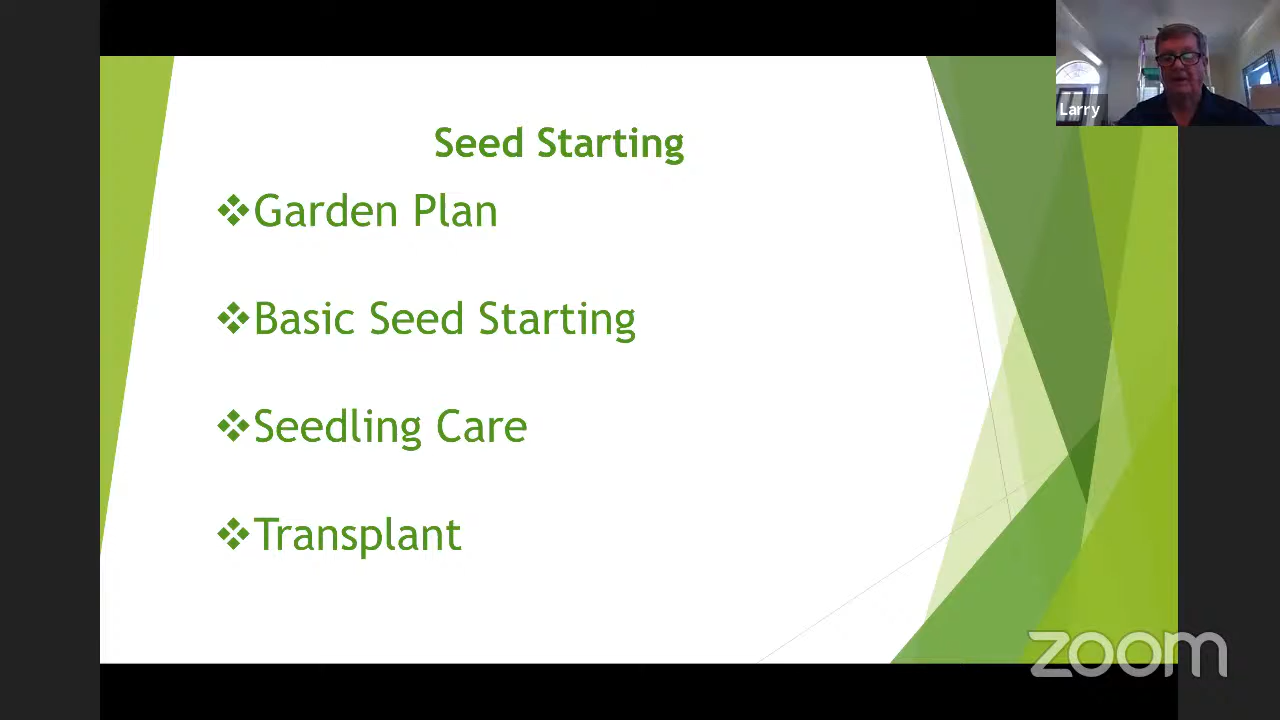 Larry
Seed Starting
❖Garden Plan
❖Basic Seed Starting
❖Seedling Care
❖Transplant
zoom